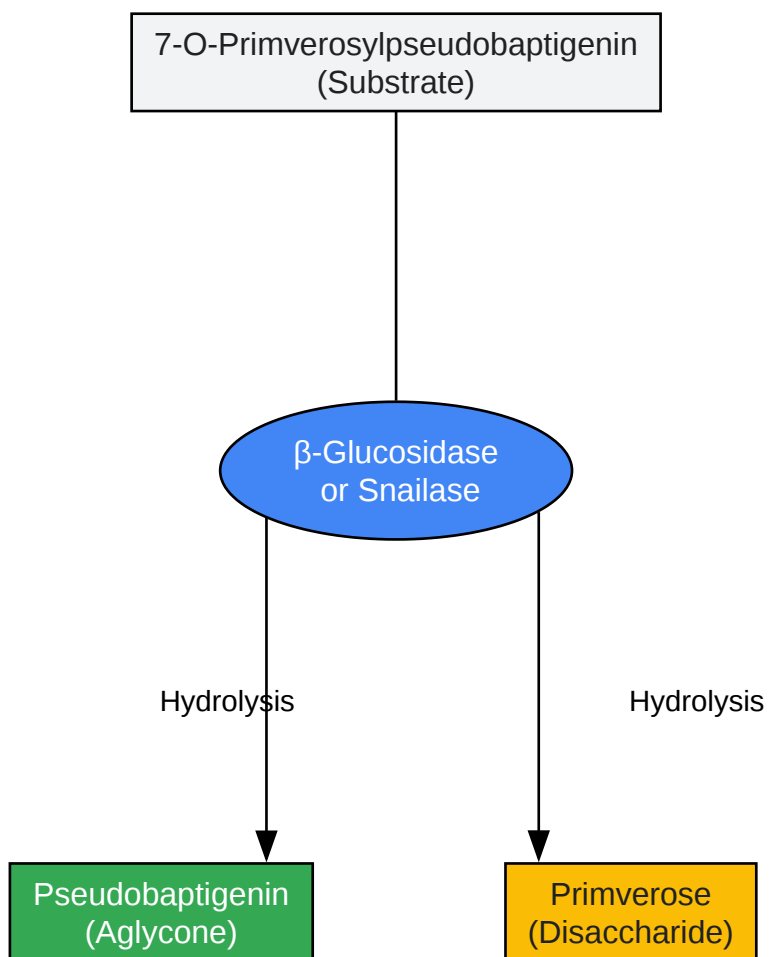 7-O-Primverosylpseudobaptigenin
(Substrate)
β-Glucosidase
or Snailase
Hydrolysis
Hydrolysis
Pseudobaptigenin
(Aglycone)
Primverose
(Disaccharide)